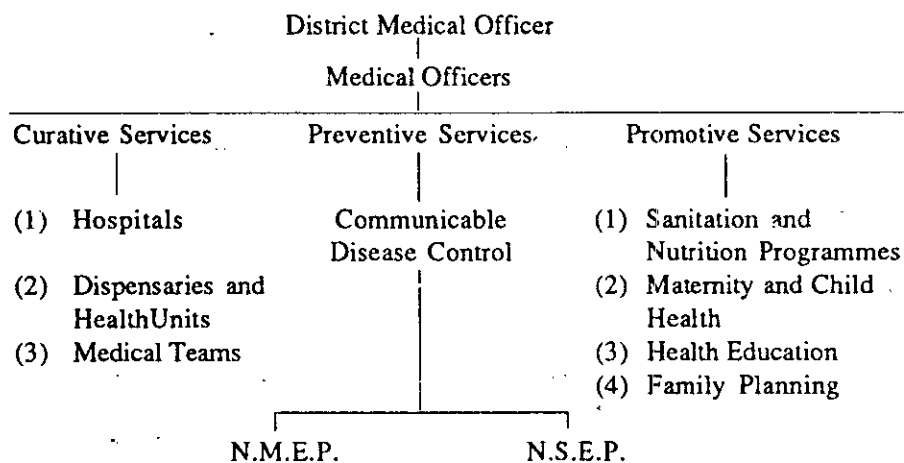 District Medical Officer
Medical Officers
Curative Services
Preventive Services
Promotive Services
(1) Hospitals
(2) Dispensaries and
HealthUnits
(3) Medical Teams
Communicable
Disease Control
(1) Sanitation and
Nutrition Programmes
(2) Maternity and Child
Health
(3) Health Education
(4) Family Planning
N.M.E.P.
N.S.E.P.